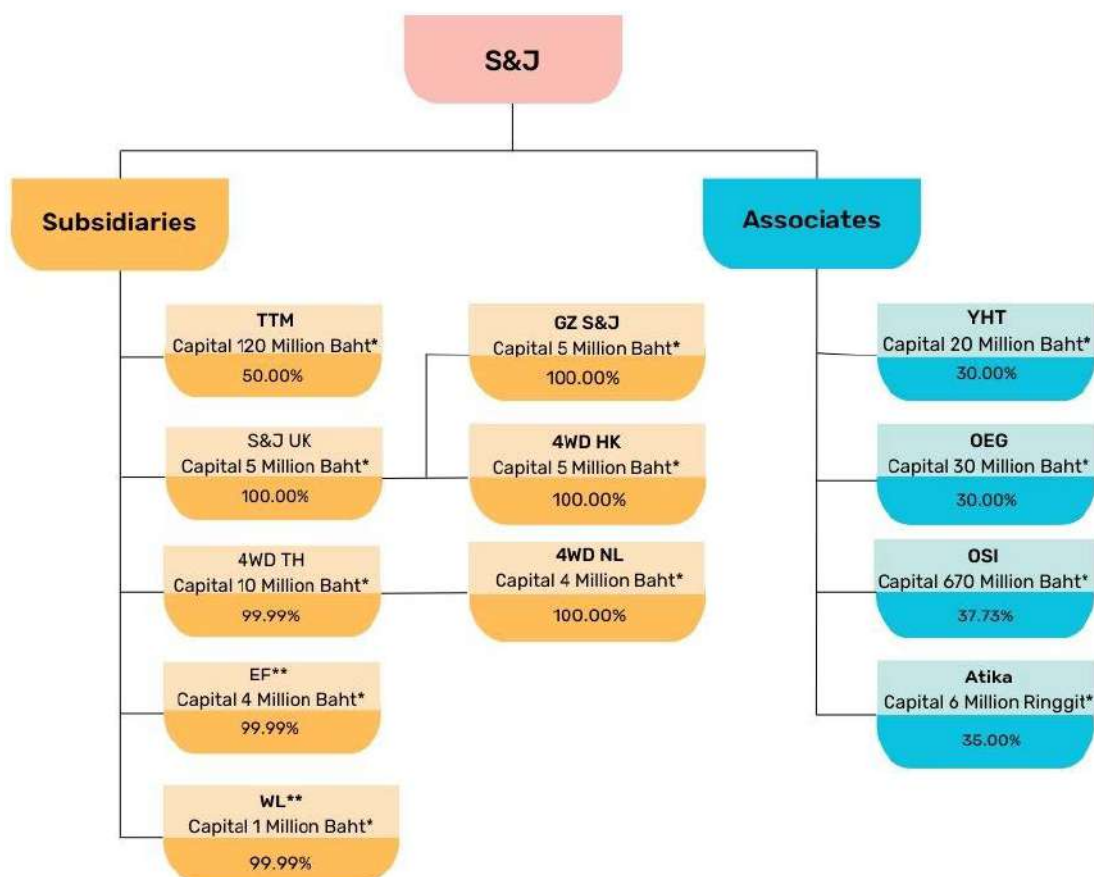 S&J
Subsidiaries
Associates
TTM
Capital 120 Million Baht*
50.00%
GZ S&J
Capital 5 Million Baht*
100.00%
YHT
Capital 20 Million Baht*
30.00%
S&J UK
Capital 5 Million Baht*
100.00%
4WD HK
Capital 5 Million Baht*
100.00%
OEG
Capital 30 Million Baht*
30.00%
4WD TH
Capital 10 Million Baht*
99.99%
4WD NL
Capital 4 Million Baht*
100.00%
OSI
Capital 670 Million Baht*
37.73%
EF**
Capital 4 Million Baht*
99.99%
Atika
Capital 6 Million Ringgit*
35.00%
WL**
Capital 1 Million Baht*
99.99%